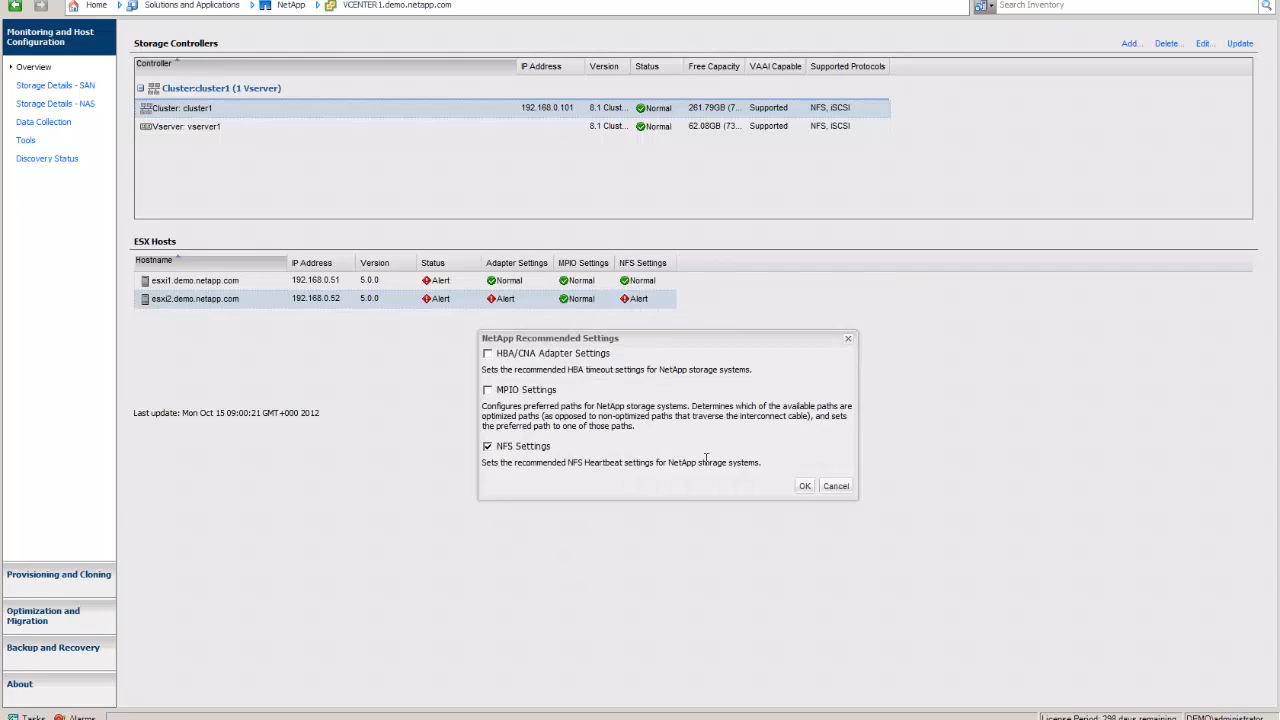 Home Solutions and Applications NetApp VCENTER1.demo.netapp.com Search Inventory
Monitoring and Host
Configuration
Overview
Storage Details - SAN
Storage Details - NAS
Data Collection
Tools
Discovery Status
Provisioning and Cloning
Optimization and
Migration
Backup and Recovery
About
Storage Controllers Add... Delete... Edit... Update
Controller IP Address Version Status Free Capacity VAAI Capable Supported Protocols
Cluster:cluster1 (1 Vserver)
Cluster: cluster1 192.168.0.101 8.1 Clust... Normal 261.79GB (7... Supported NFS, iSCSI
Vserver: vserver1 8.1 Clust... Normal 62.08GB (73... Supported NFS, iSCSI
ESX Hosts
Hostname IP Address Version Status Adapter Settings MPIO Settings NFS Settings
esxi1.demo.netapp.com 192.168.0.51 5.0.0 Alert Normal Normal Normal
esxi2.demo.netapp.com 192.168.0.52 5.0.0 Alert Alert Normal Alert
NetApp Recommended Settings
HBA/CNA Adapter Settings
Sets the recommended HBA timeout settings for NetApp storage systems.
MPIO Settings
Configures preferred paths for NetApp storage systems. Determines which of the available paths are
optimized paths (as opposed to non-optimized paths that traverse the interconnect cable), and sets
the preferred path to one of those paths.
NFS Settings
Sets the recommended NFS Heartbeat settings for NetApp storage systems.
OK Cancel
Last update: Mon Oct 15 09:00:21 GMT+000 2012
Tasks Alarms License Period: 298 days remaining DEMO\administrator